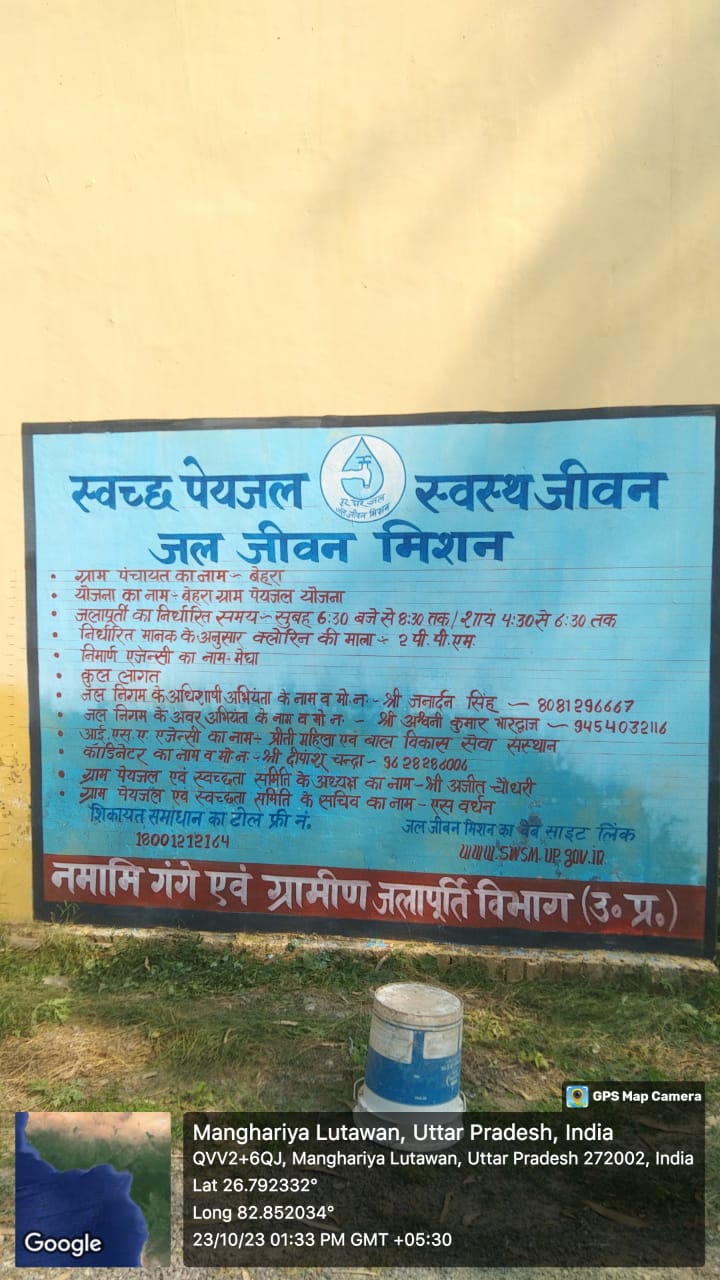 स्वच्छ पेयजल स्वस्थ जीवन
हर घर जल
जल जीवन मिशन
जल जीवन मिशन
• ग्राम पंचायत का नाम - बेहरा
• योजना का नाम - बेहरा ग्राम पेयजल योजना
• जलापूर्ती का निर्धारित समय - सुबह 6:30 बजे से 8:30 तक / शायं 4:30 से 6:30 तक
• निर्धारित मानक के अनुसार क्लोरिन की मात्रा - 2 पी. पी. एम.
• निमार्ण एजेन्सी का नाम - मेघा
• कुल लागत
• जल निगम के अधिशाषी अभियंता के नाम व मो. न. - श्री जनार्दन सिंह - 8081296667
• जल निगम के अवर अभियंता के नाम व मो. न. - श्री अश्वनी कुमार भारद्वाज - 9454032116
• आई. एस. ए. एजेन्सी का नाम - प्रीती महिला एवं बाल विकास सेवा संस्थान
• कॉडिनेटर का नाम व मो. न. - श्री दीपांशू चन्द्रा - 9628286006
• ग्राम पेयजल एवं स्वच्छता समिति के अध्यक्ष का नाम - श्री अजीत चौधरी
• ग्राम पेयजल एवं स्वच्छता समिति के सचिव का नाम - एस वर्धन
शिकायत समाधान का टोल फ्री नं.
18001212164
जल जीवन मिशन का वेब साइट लिंक
www.swsm.up.gov.in
नमामि गंगे एवं ग्रामीण जलापूर्ति विभाग (उ॰ प्र॰)
GPS Map Camera
Manghariya Lutawan, Uttar Pradesh, India
QVV2+6QJ, Manghariya Lutawan, Uttar Pradesh 272002, India
Lat 26.792332°
Long 82.852034°
23/10/23 01:33 PM GMT +05:30
Google